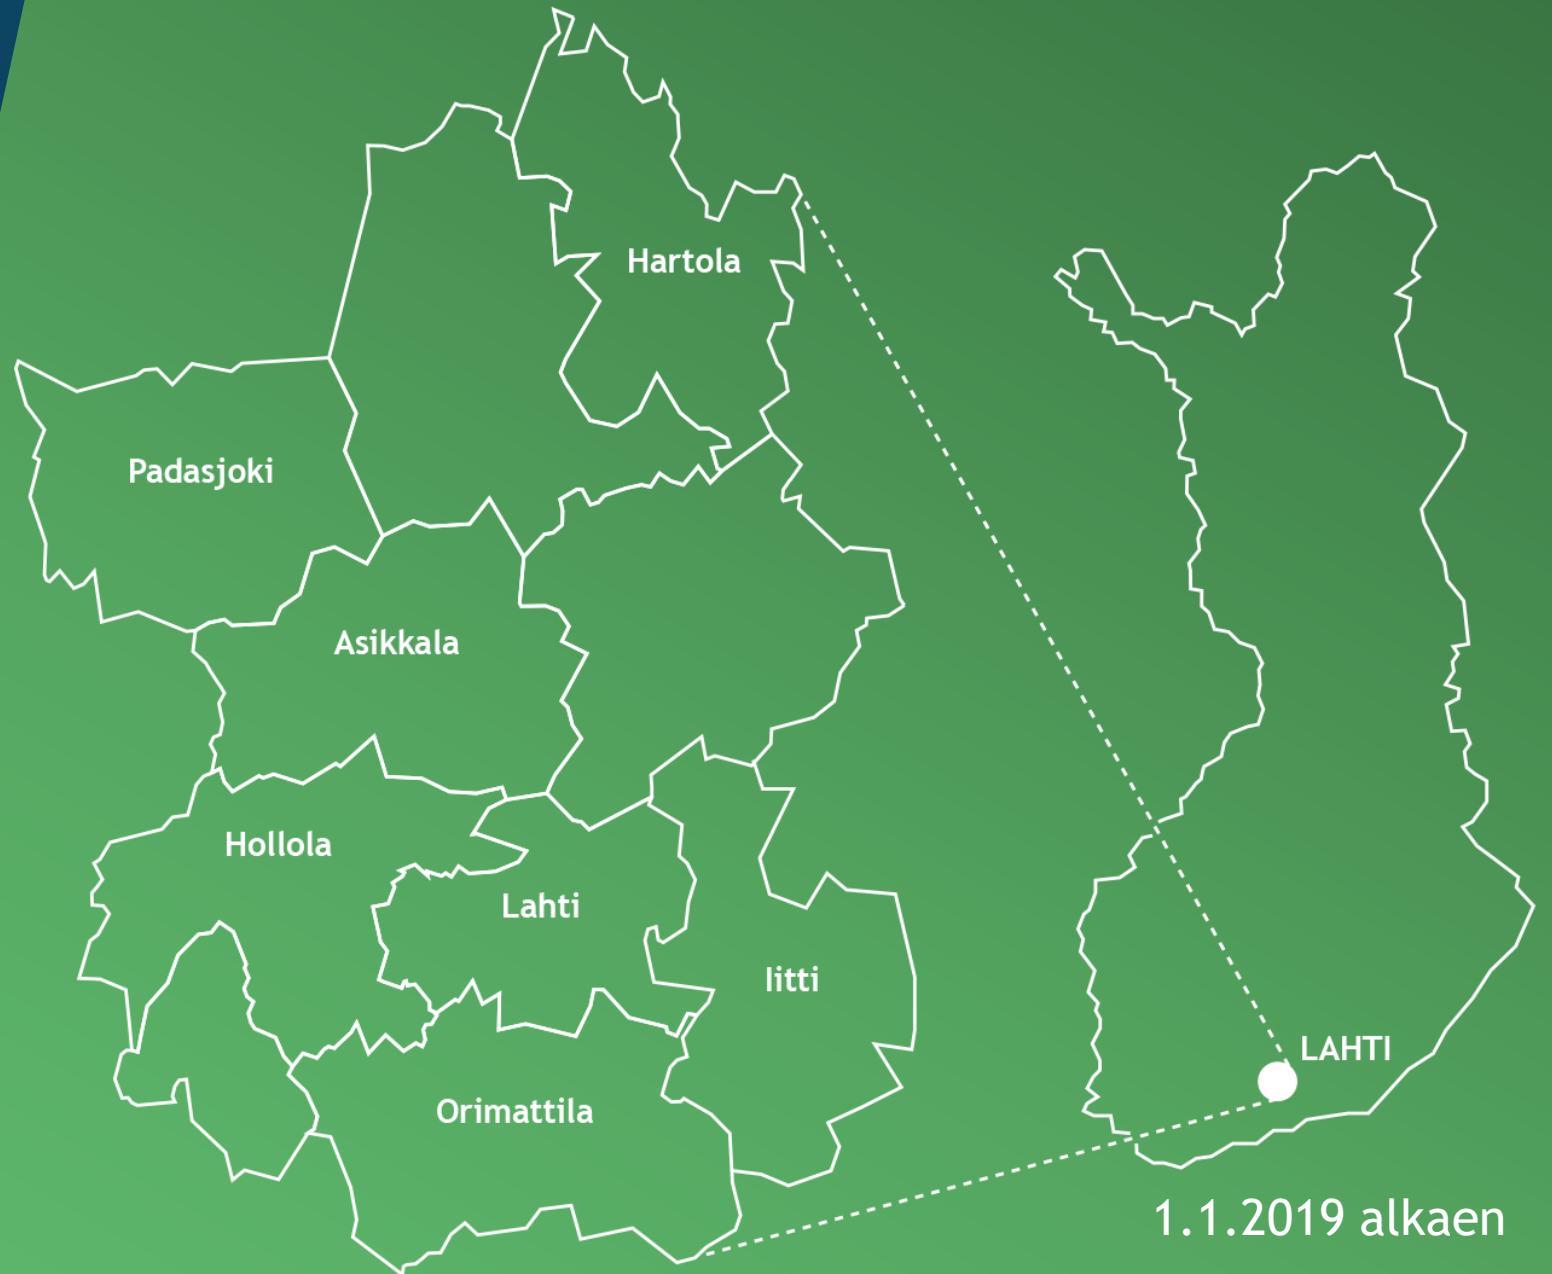 Hartola
Padasjoki
Asikkala
Hollola
Lahti
Iitti
LAHTI
Orimattila
1.1.2019 alkaen